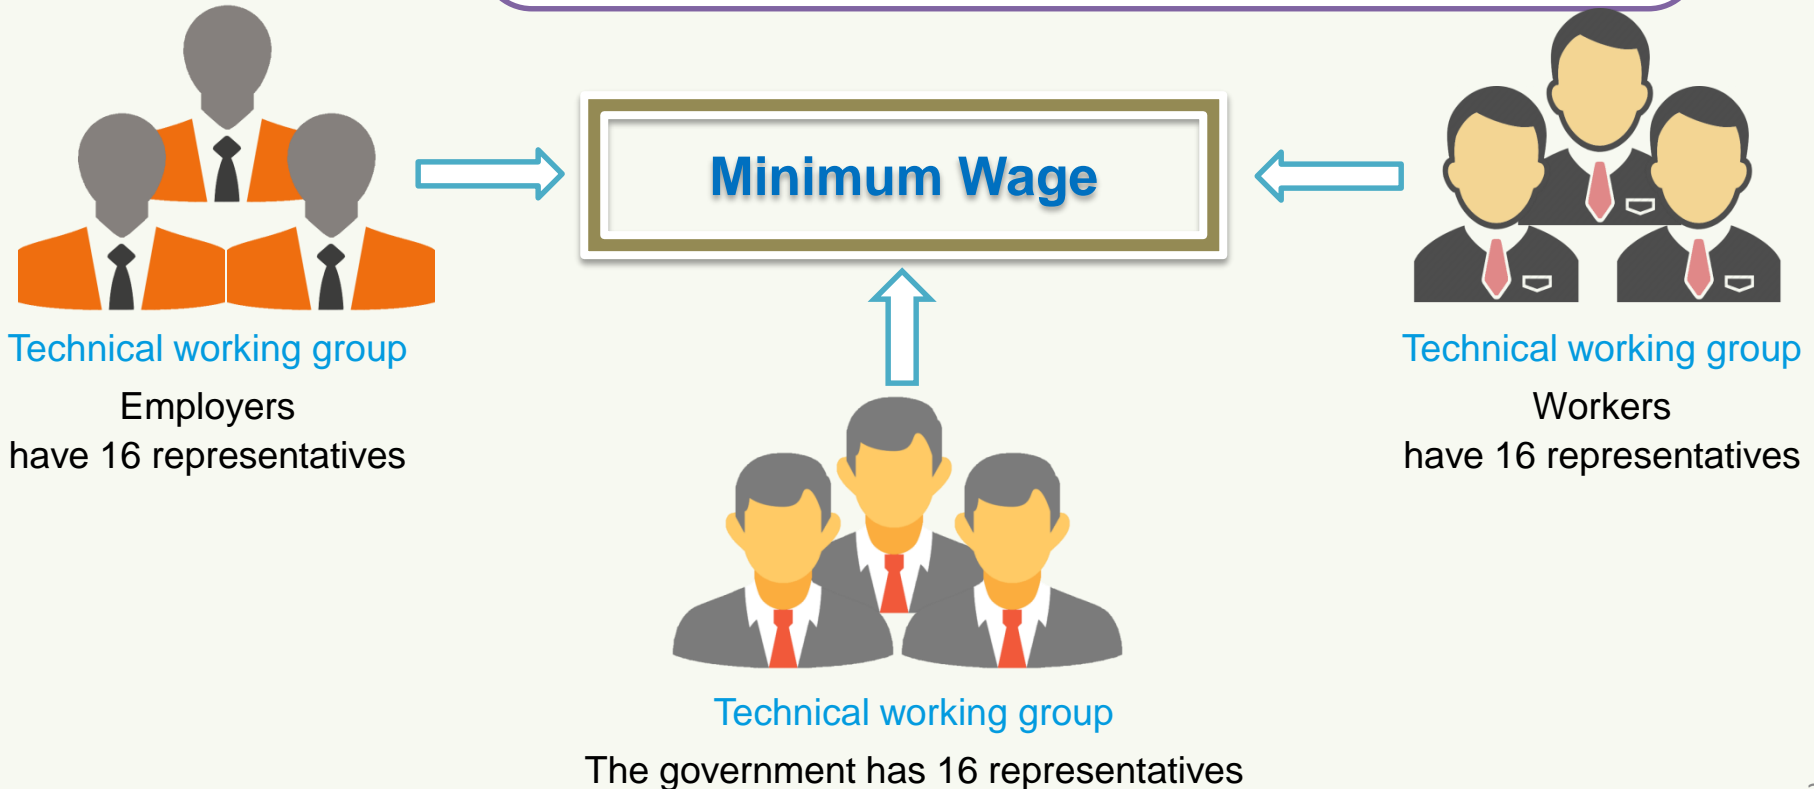 Minimum Wage
Technical working group
Employers
have 16 representatives
Technical working group
Workers
have 16 representatives
Technical working group
The government has 16 representatives